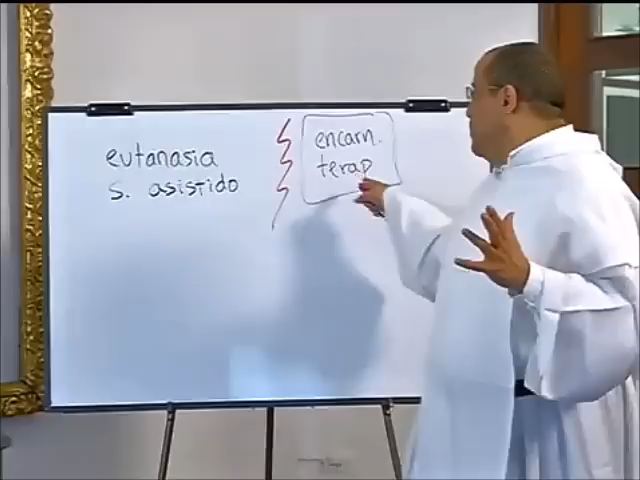 eutanasia
s. asistido
encarn.
terap